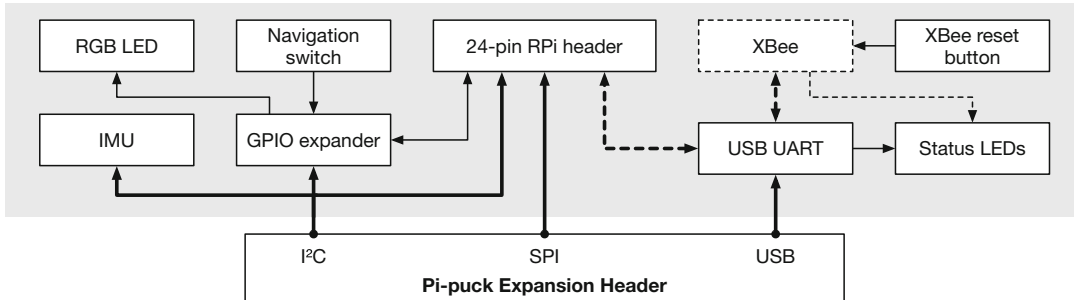 RGB LED
Navigation
switch
24-pin RPi header
XBee
XBee reset
button
IMU
GPIO expander
USB UART
Status LEDs
I²C
SPI
USB
Pi-puck Expansion Header